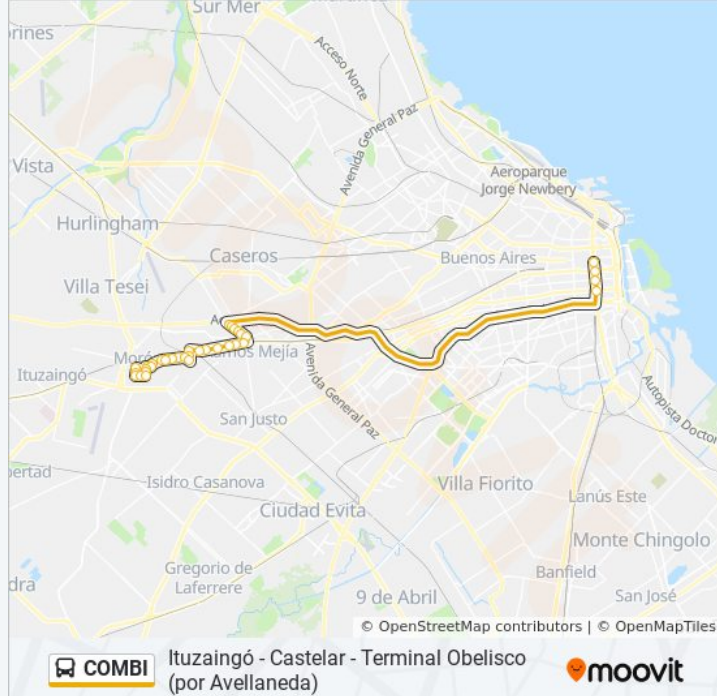 Sur Mer
Acceso Norte
Avenida General Paz
Vista
Aeroparque
Jorge Newbery
Hurlingham
Caseros
Buenos Aires
Villa Tesei
Ramos Mejía
Ituzaingó
Avenida General Paz
San Justo
Autopista Doctor
Isidro Casanova
Villa Fiorito
Lanús Este
Ciudad Evita
Monte Chingolo
Gregorio de
Laferrere
Banfield
San José
9 de Abril
© OpenStreetMap contributors | © OpenMapTiles
COMBI
Ituzaingó - Castelar - Terminal Obelisco
(por Avellaneda)
moovit